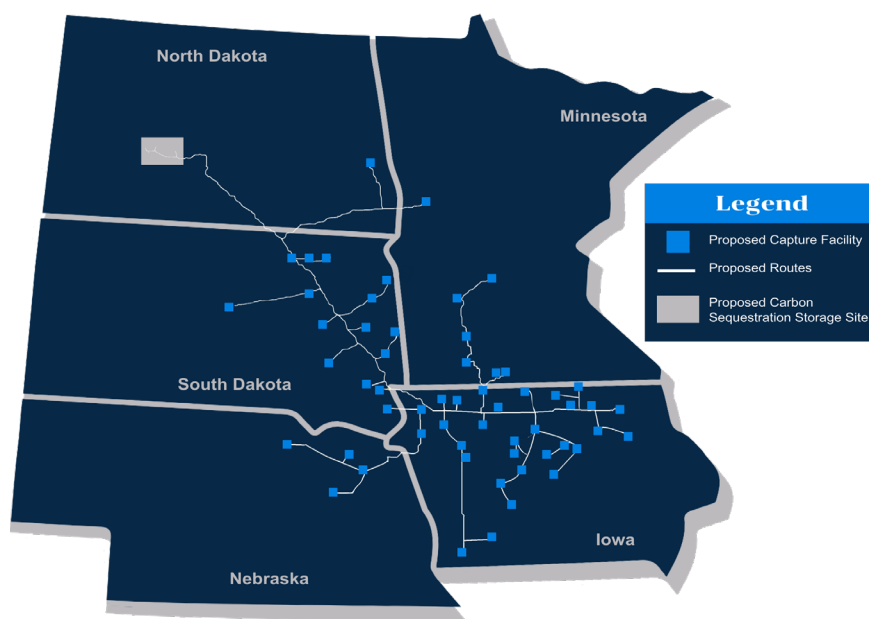 North Dakota
Minnesota
Legend
Proposed Capture Facility
Proposed Routes
Proposed Carbon
Sequestration Storage Site
South Dakota
Iowa
Nebraska